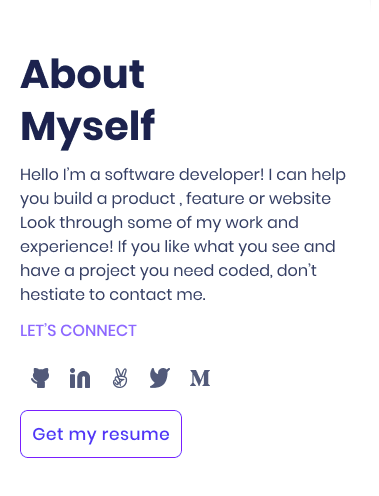 About
Myself
Hello I'm a software developer! I can help
you build a product , feature or website
Look through some of my work and
experience! If you like what you see and
have a project you need coded, don't
hestiate to contact me.
LET'S CONNECT
in M
Get my resume